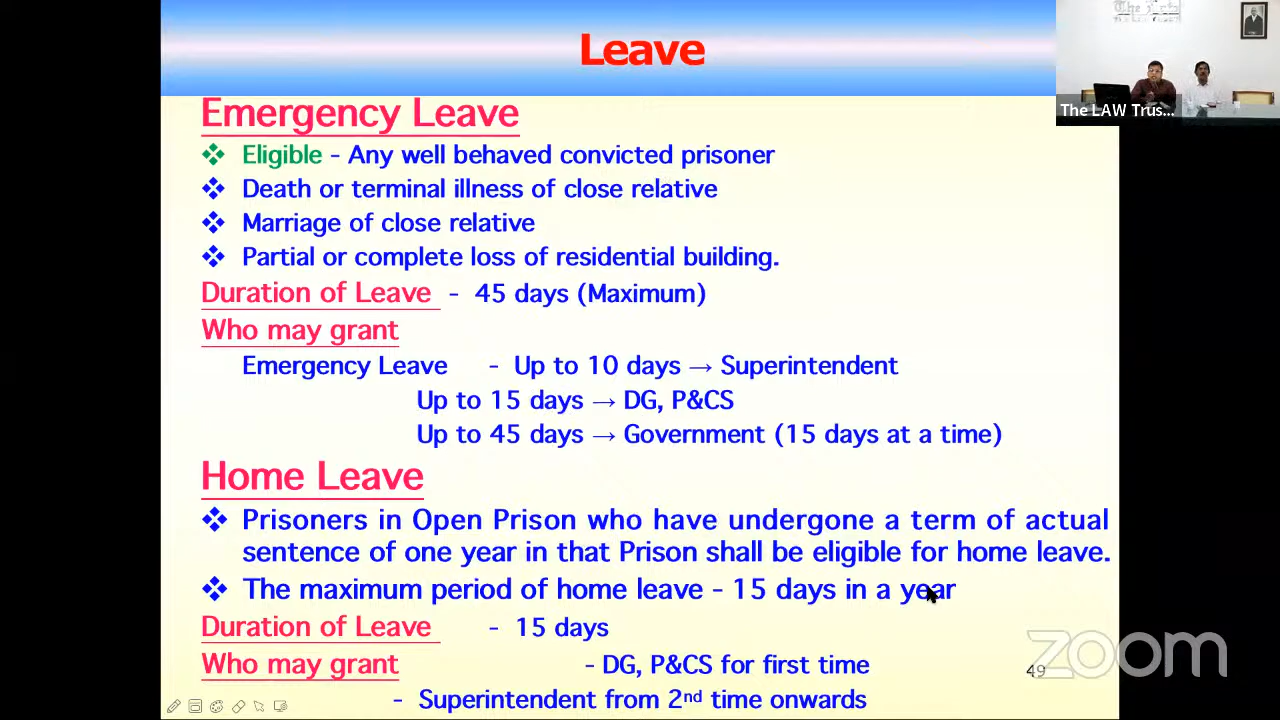 Leave
Emergency Leave
❖ Eligible - Any well behaved convicted prisoner
❖ Death or terminal illness of close relative
❖ Marriage of close relative
❖ Partial or complete loss of residential building.
Duration of Leave - 45 days (Maximum)
Who may grant
Emergency Leave - Up to 10 days → Superintendent
Up to 15 days → DG, P&CS
Up to 45 days → Government (15 days at a time)
Home Leave
❖ Prisoners in Open Prison who have undergone a term of actual
sentence of one year in that Prison shall be eligible for home leave.
❖ The maximum period of home leave - 15 days in a year
Duration of Leave - 15 days
Who may grant - DG, P&CS for first time
- Superintendent from 2nd time onwards
49
zoom
The LAW Trus...